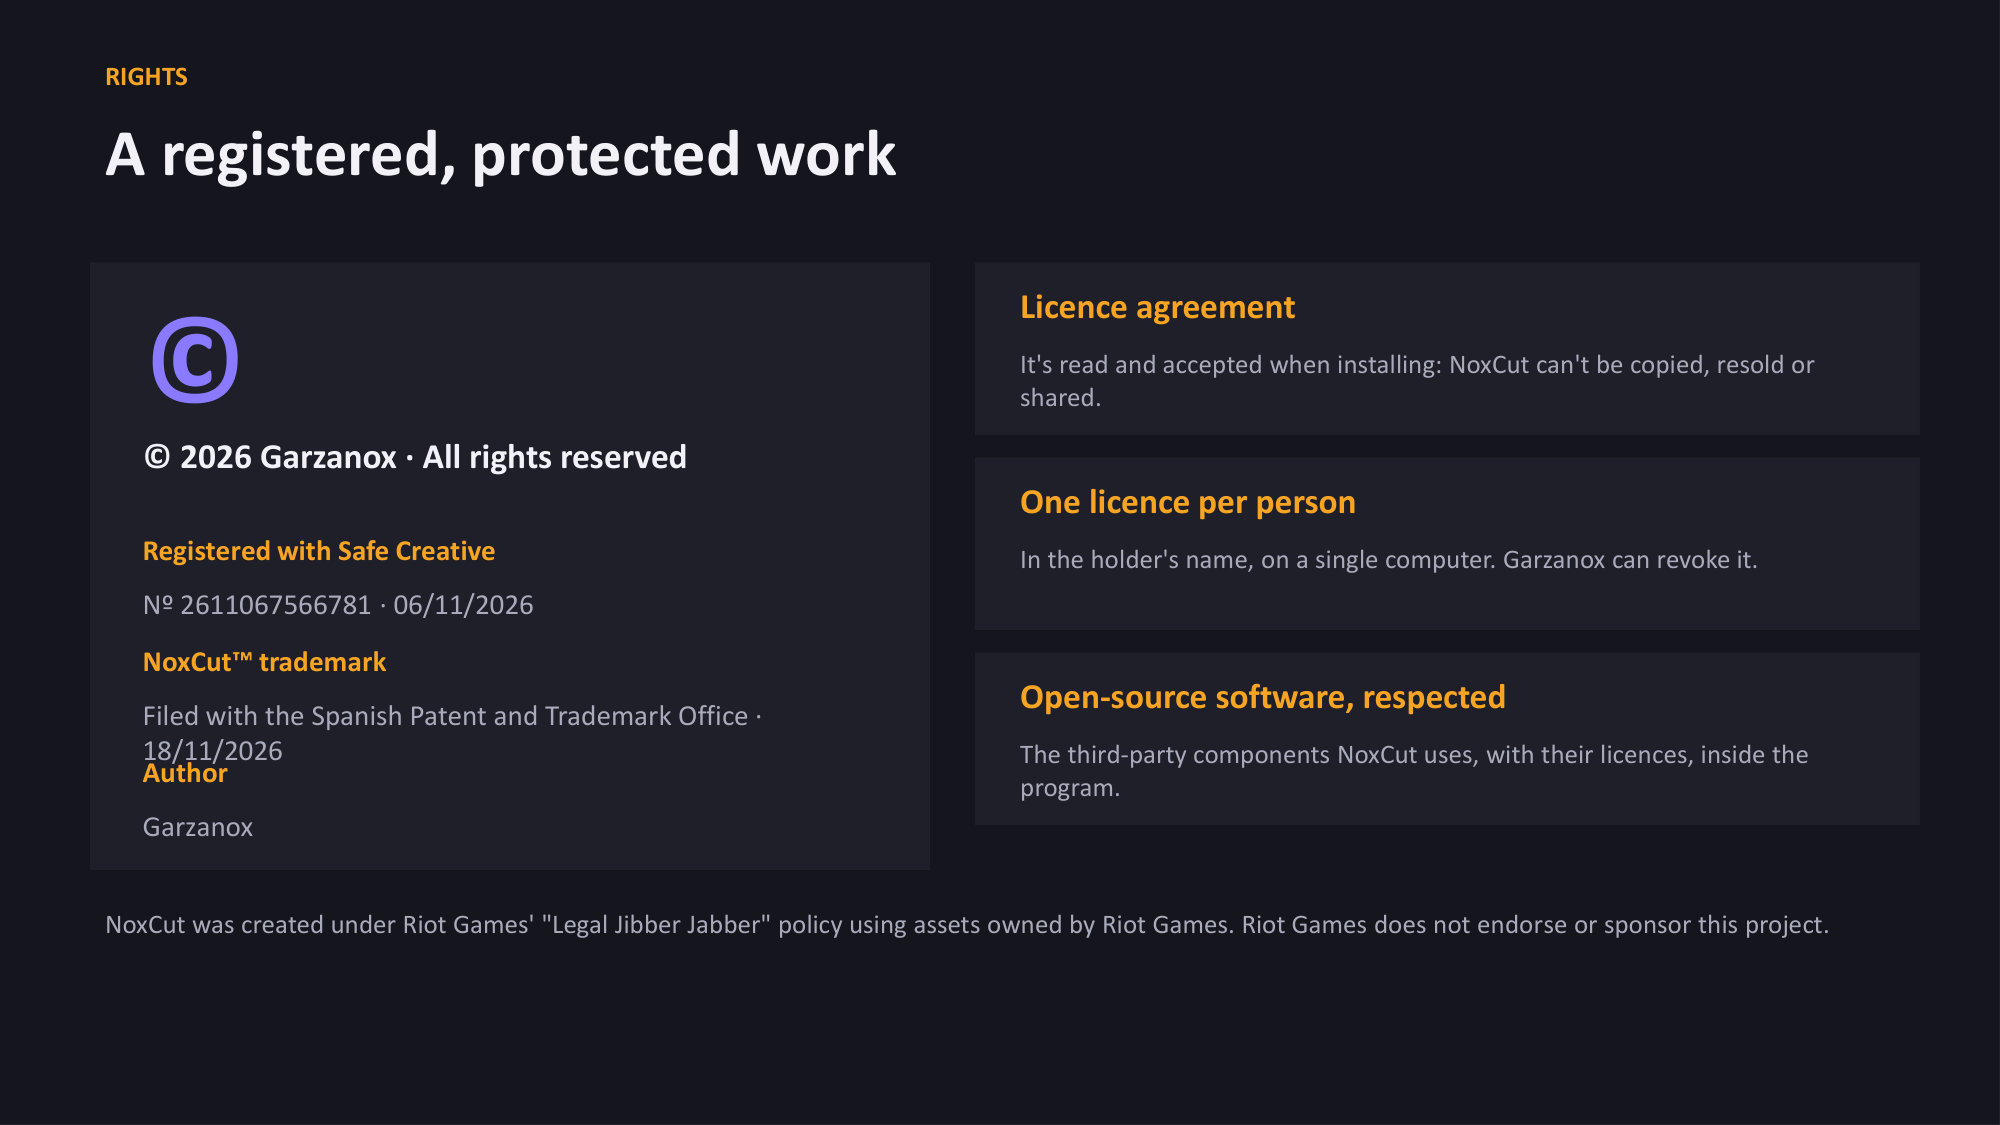 RIGHTS
A registered, protected work
©
© 2026 Garzanox · All rights reserved
Registered with Safe Creative
Nº 2611067566781 · 06/11/2026
NoxCut™ trademark
Filed with the Spanish Patent and Trademark Office ·
18/11/2026
Author
Garzanox
Licence agreement
It's read and accepted when installing: NoxCut can't be copied, resold or
shared.
One licence per person
In the holder's name, on a single computer. Garzanox can revoke it.
Open-source software, respected
The third-party components NoxCut uses, with their licences, inside the
program.
NoxCut was created under Riot Games' "Legal Jibber Jabber" policy using assets owned by Riot Games. Riot Games does not endorse or sponsor this project.